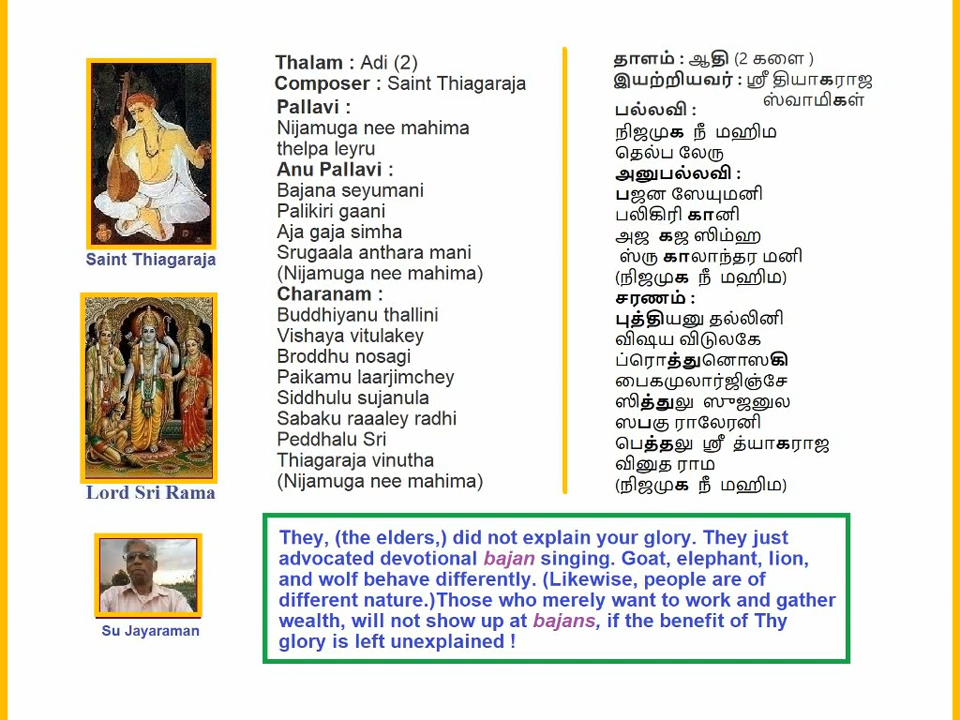 Saint Thiagaraja
Lord Sri Rama
Su Jayaraman
Thalam : Adi (2)
Composer : Saint Thiagaraja
Pallavi :
Nijamuga nee mahima
thelpa leyru
Anu Pallavi :
Bajana seyumani
Palikiri gaani
Aja gaja simha
Srugaala anthara mani
(Nijamuga nee mahima)
Charanam :
Buddhiyanu thallini
Vishaya vitulakey
Broddhu nosagi
Paikamu laarjimchey
Siddhulu sujanula
Sabaku raaaley radhi
Peddhalu Sri
Thiagaraja vinutha
(Nijamuga nee mahima)
தாளம் : ஆதி (2 களை )
இயற்றியவர் : ஸ்ரீ தியாகராஜ
ஸ்வாமிகள்
பல்லவி :
நிஜமுக நீ மஹிம
தெல்ப லேரு
அனுபல்லவி :
பஜன ஸேயுமனி
பலிகிரி கானி
அஜ கஜ ஸிம்ஹ
ஸ்ரு காலாந்தர மனி
(நிஜமுக நீ மஹிம)
சரணம் :
புத்தியனு தல்லினி
விஷய விடுலகே
ப்ரொத்துனொஸகி
பைகமுலார்ஜிஞ்சே
ஸித்துலு ஸுஜனுல
ஸபகு ராலேரனி
பெத்தலு ஸ்ரீ த்யாகராஜ
வினுத ராம
(நிஜமுக நீ மஹிம)
They, (the elders,) did not explain your glory. They just
advocated devotional bajan singing. Goat, elephant, lion,
and wolf behave differently. (Likewise, people are of
different nature.)Those who merely want to work and gather
wealth, will not show up at bajans, if the benefit of Thy
glory is left unexplained !